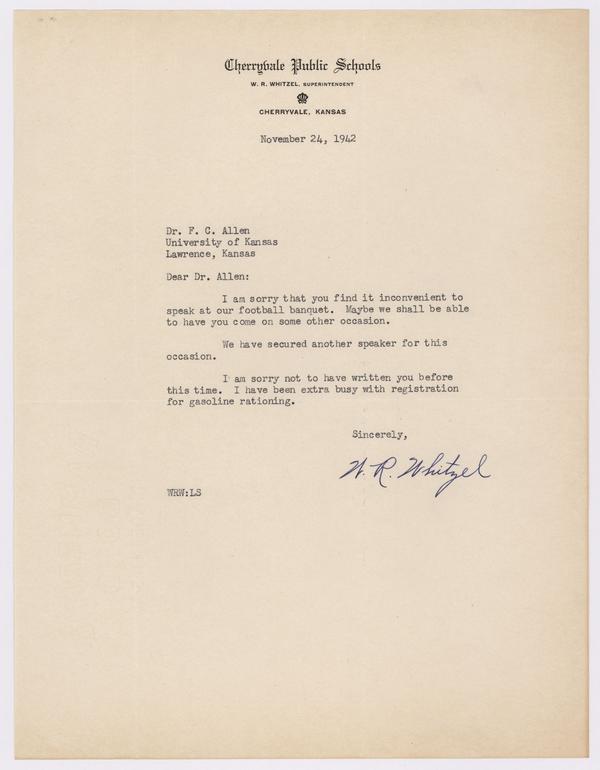 Cherryvale Public Schools
W. R. WHITZEL, SUPERINTENDENT
CHERRYVALE, KANSAS
November 24, 1942
Dr. F. C. Allen
University of Kansas
Lawrence, Kansas
Dear Dr. Allen:
I am sorry that you find it inconvenient to
speak at our football banquet. Maybe we shall be able
to have you come on some other occasion.
We have secured another speaker for this
occasion.
I am sorry not to have written you before
this time. I have been extra busy with registration
for gasoline rationing.
Sincerely,
W. R. Whitzel
WRW:LS